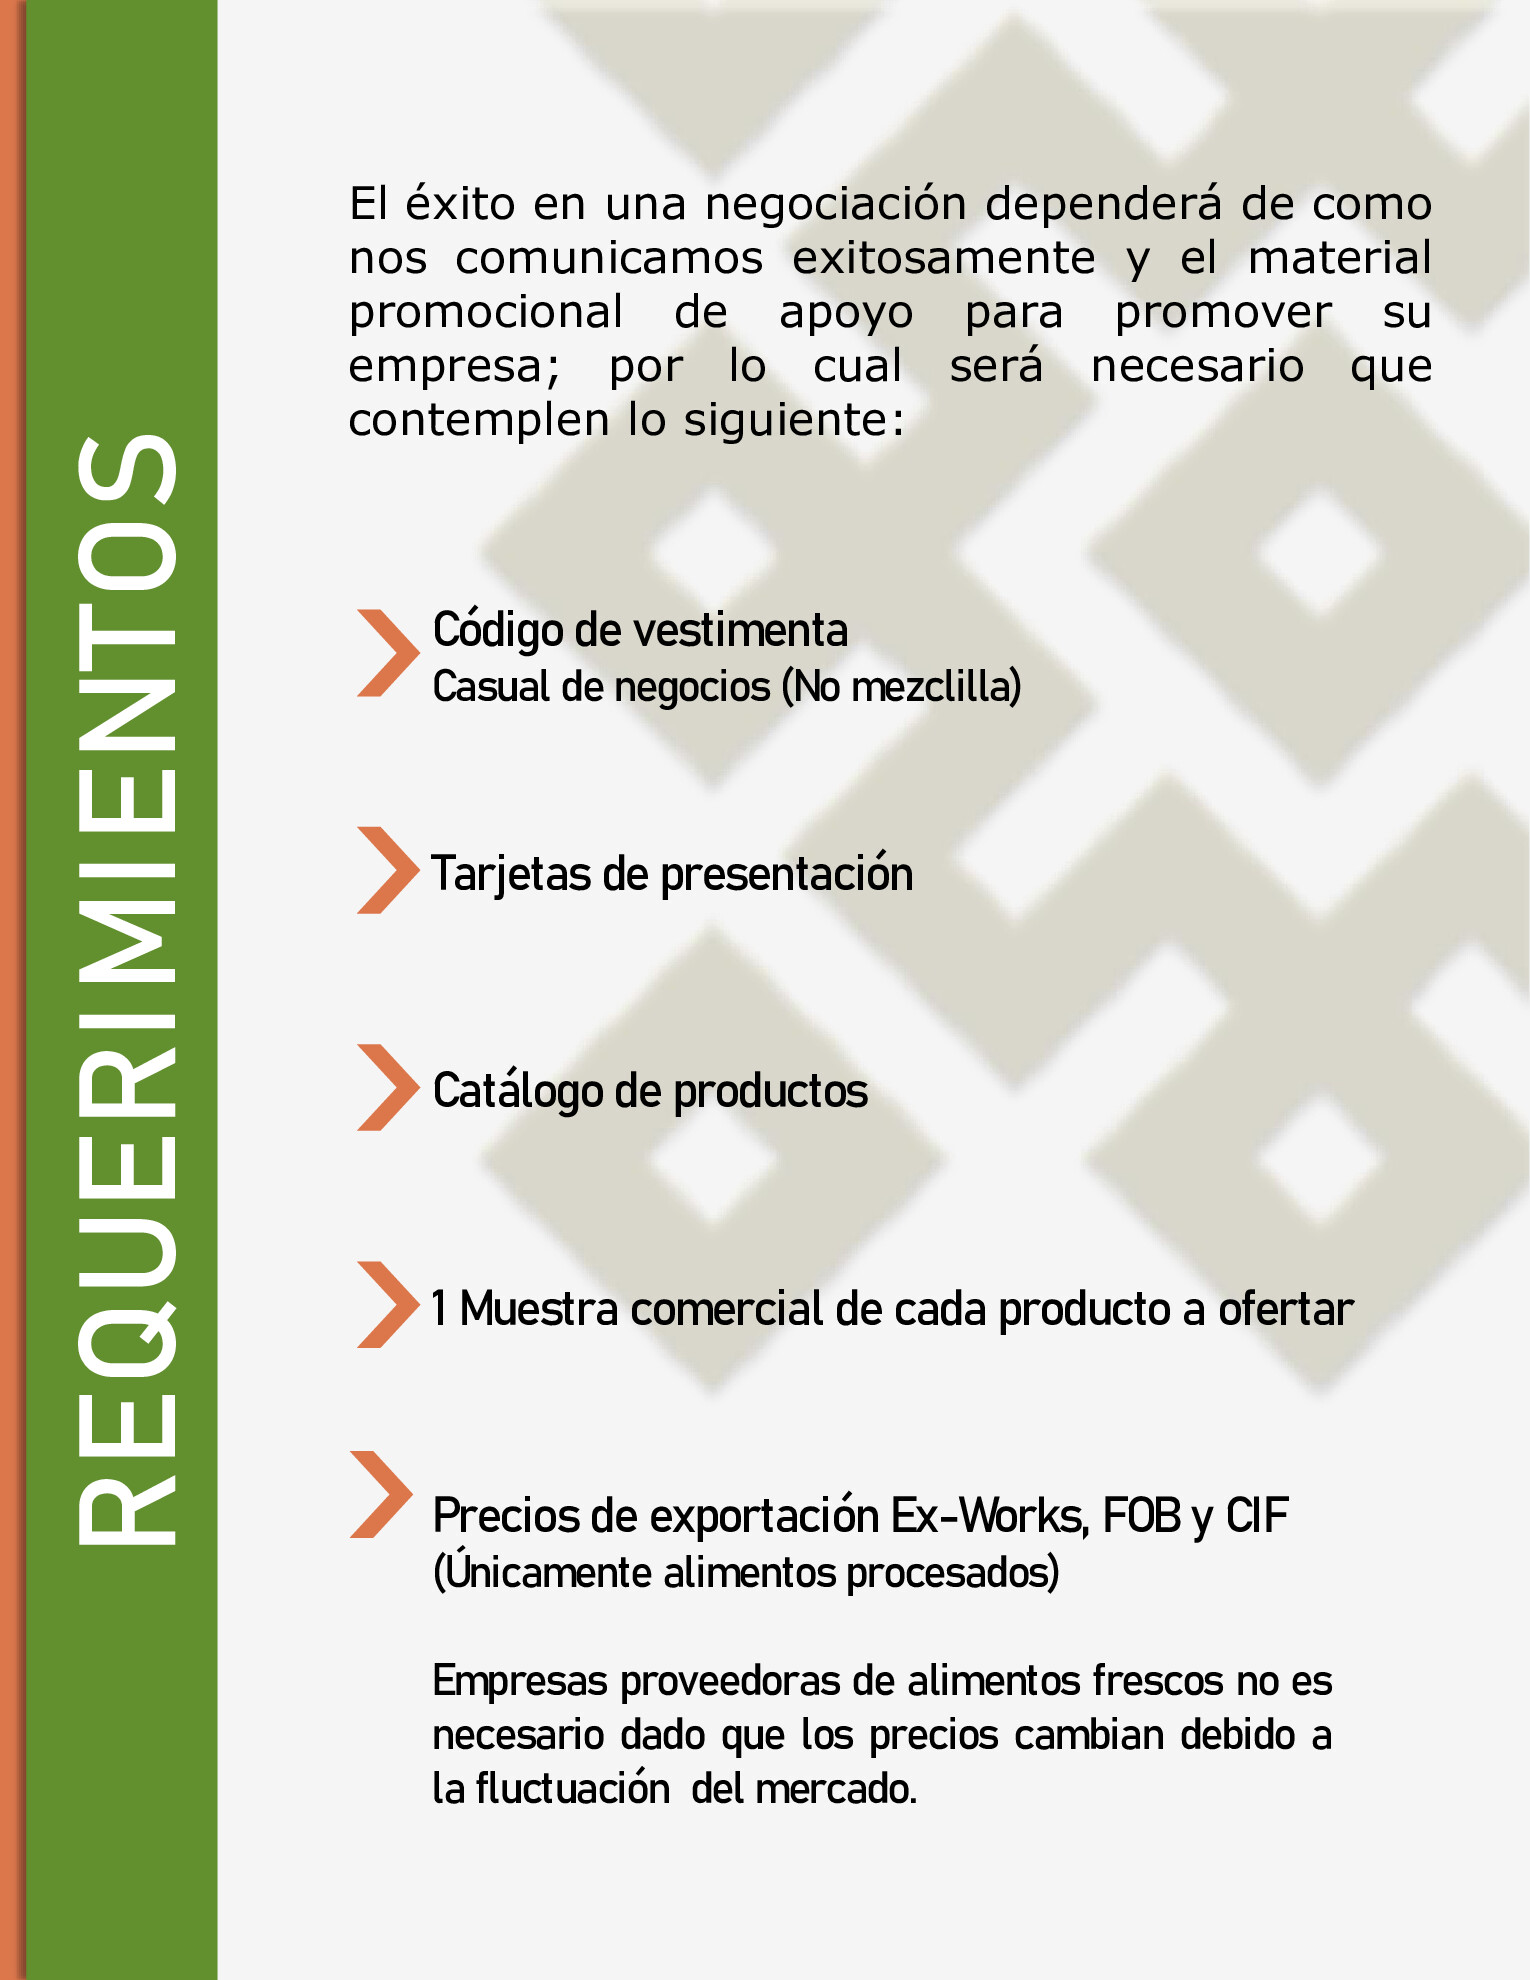 REQUERIMIENTOS
El éxito en una negociación dependerá de como
nos comunicamos exitosamente y el material
promocional de apoyo para promover su
empresa; por lo cual será necesario que
contemplen lo siguiente:
Código de vestimenta
Casual de negocios (No mezclilla)
Tarjetas de presentación
Catálogo de productos
1 Muestra comercial de cada producto a ofertar
Precios de exportación Ex-Works, FOB y CIF
(Únicamente alimentos procesados)
Empresas proveedoras de alimentos frescos no es
necesario dado que los precios cambian debido a
la fluctuación del mercado.